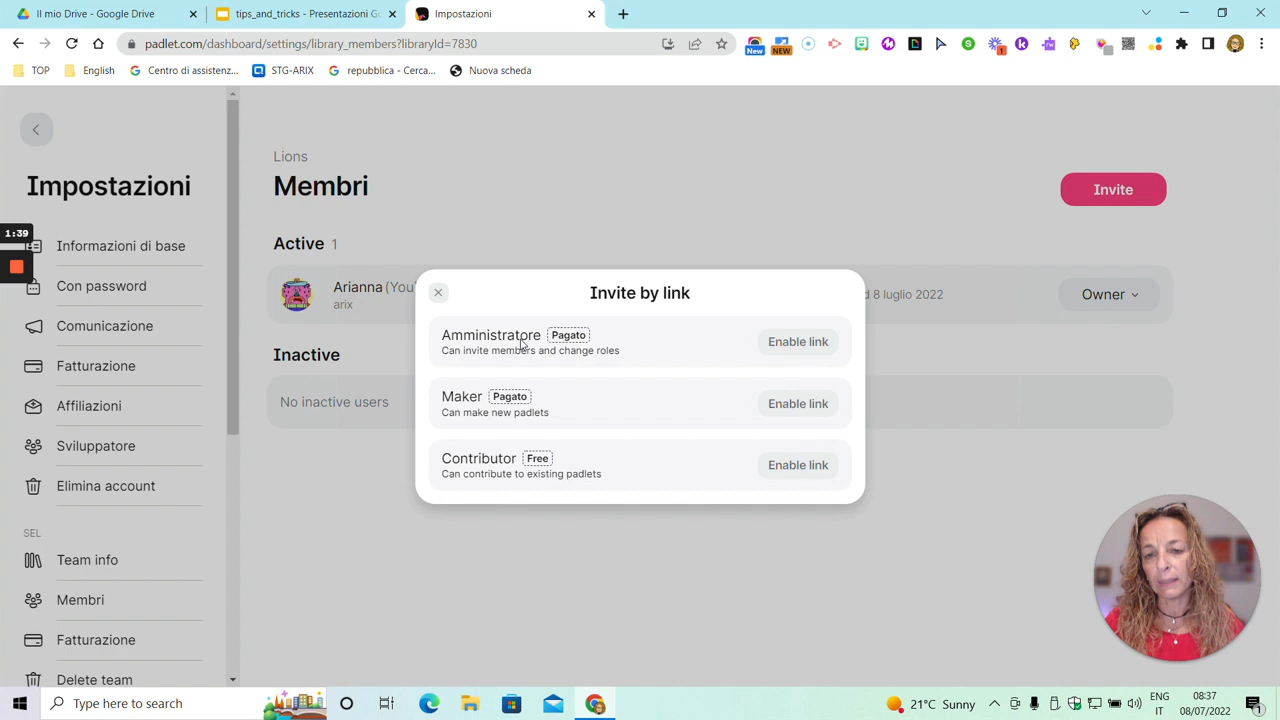 Il mio Drive - Google Drive
tips_and_tricks - Presentazioni G
Impostazioni
padlet.com/dashboard/settings/library_members?libraryId=7830
New
NEW
1
TOP
English
Centro di assistenz...
STG-ARIX
repubblica - Cerca...
Nuova scheda
Impostazioni
1:39
Informazioni di base
Con password
Comunicazione
Fatturazione
Affiliazioni
Sviluppatore
Elimina account
SEL
Team info
Membri
Fatturazione
Delete team
Lions
Membri
Invite
Active 1
Arianna (You
arix
d 8 luglio 2022
Owner
Inactive
No inactive users
Invite by link
Amministratore Pagato
Can invite members and change roles
Enable link
Maker Pagato
Can make new padlets
Enable link
Contributor Free
Can contribute to existing padlets
Enable link
Type here to search
21°C Sunny
ENG
IT
08:37
08/07/2022
1